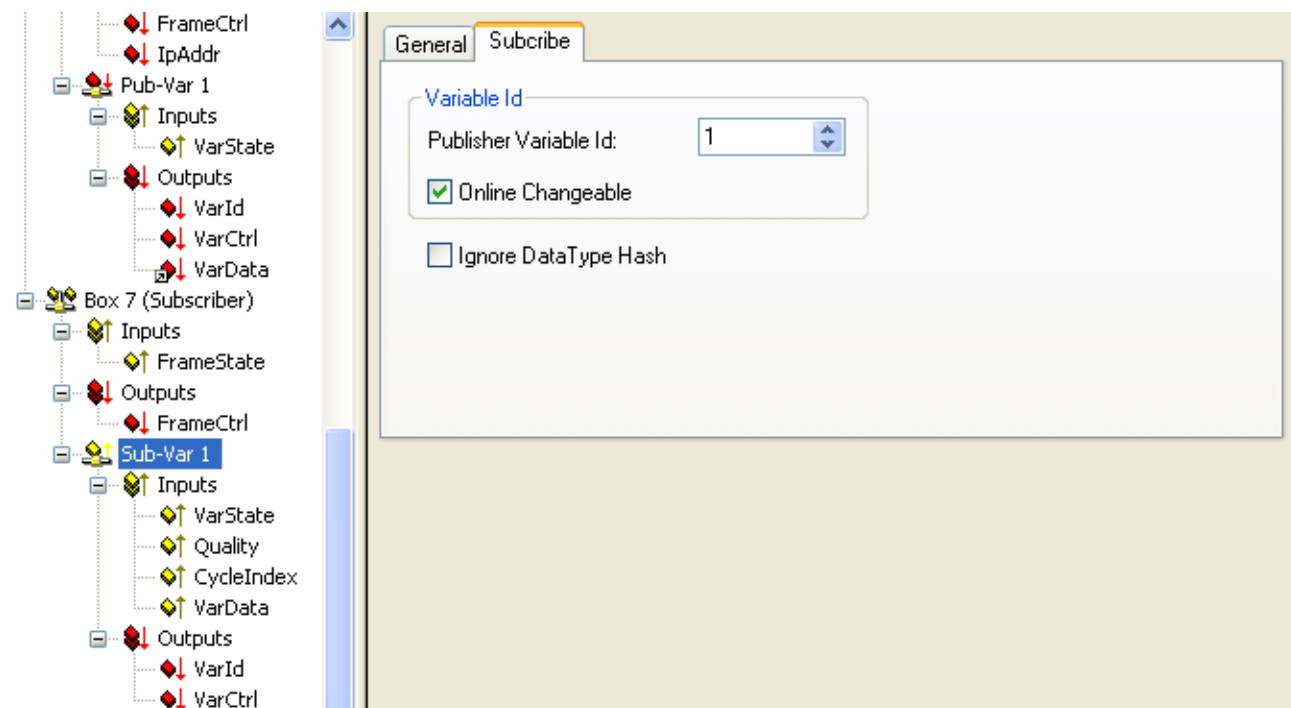 FrameCtrl
IpAddr
Pub-Var 1
Inputs
VarState
Outputs
VarId
VarCtrl
VarData
Box 7 (Subscriber)
Inputs
FrameState
Outputs
FrameCtrl
Sub-Var 1
Inputs
VarState
Quality
CycleIndex
VarData
Outputs
VarId
VarCtrl
General Subcribe
Variable Id
Publisher Variable Id: 1
Online Changeable
Ignore DataType Hash